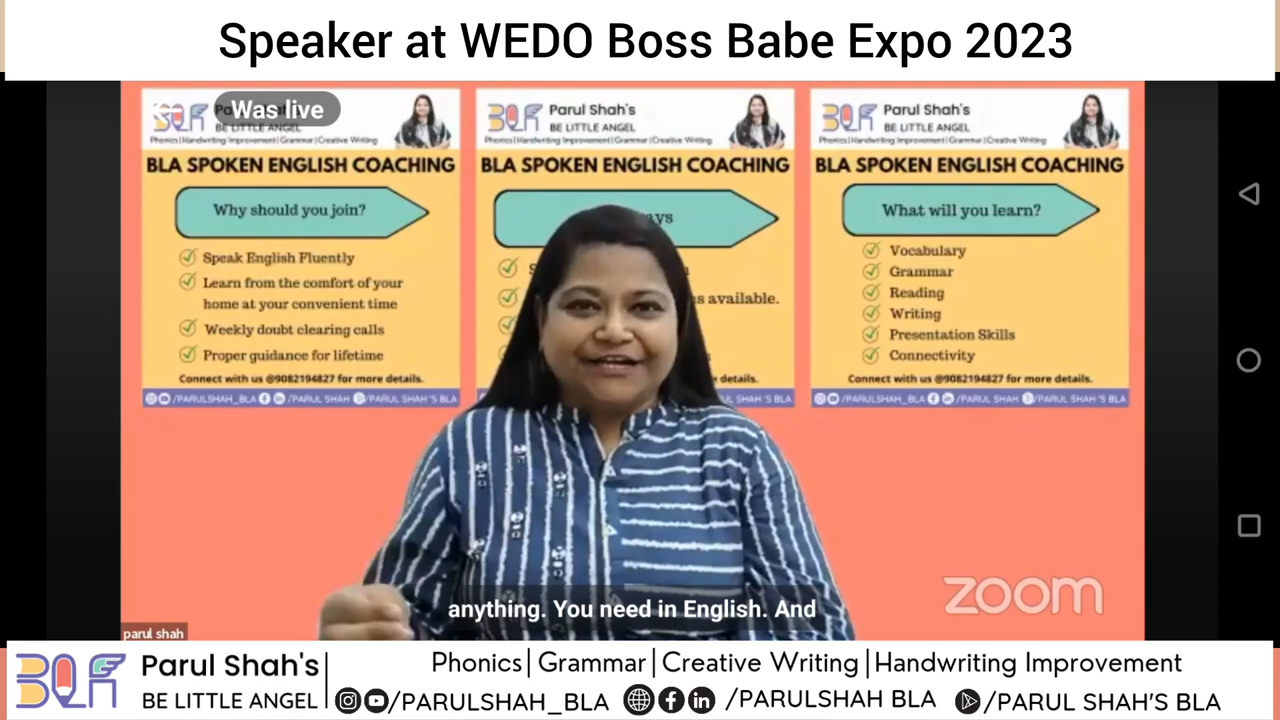 Speaker at WEDO Boss Babe Expo 2023
Was live
BE LITTLE ANGEL
Phonics|Handwriting Improvement|Grammar|Creative Writing
BLA SPOKEN ENGLISH COACHING
Why should you join?
Speak English Fluently
Learn from the comfort of your
home at your convenient time
Weekly doubt clearing calls
Proper guidance for lifetime
Connect with us @9082194827 for more details.
/PARULSHAH_BLA /PARUL SHAH /PARUL SHAH'S BLA
Parul Shah's
BE LITTLE ANGEL
Phonics|Handwriting Improvement|Grammar|Creative Writing
BLA SPOKEN ENGLISH COACHING
available.
details.
SHAH'S BLA
Parul Shah's
BE LITTLE ANGEL
Phonics|Handwriting Improvement|Grammar|Creative Writing
BLA SPOKEN ENGLISH COACHING
What will you learn?
Vocabulary
Grammar
Reading
Writing
Presentation Skills
Connectivity
Connect with us @9082194827 for more details.
/PARULSHAH_BLA /PARUL SHAH /PARUL SHAH'S BLA
anything. You need in English. And
zoom
parul shah
Parul Shah's
BE LITTLE ANGEL
Phonics|Grammar|Creative Writing|Handwriting Improvement
/PARULSHAH_BLA /PARULSHAH BLA /PARUL SHAH'S BLA